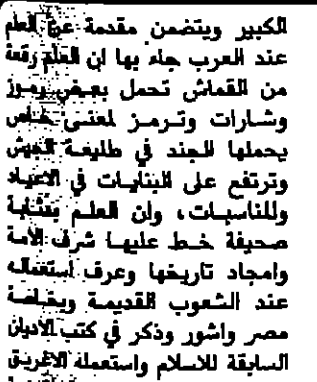 الكبير ويتضمن مقدمة عن العلم
عند العرب جاء بها ان العلم رقعة
من القماش تحمل بعض رموز
وشارات وترمز لمعنى خاص
يحملها الجند في طليعة الجيش
وترتفع على البنايات في الاعياد
والمناسبات، وان العلم بمثابة
صحيفة خط عليها شرف الامة
وامجاد تاريخها وعرف استعماله
عند الشعوب القديمة وبخاصة
مصر واشور وذكر في كتب الاديان
السابقة للاسلام واستعمله الاغريق